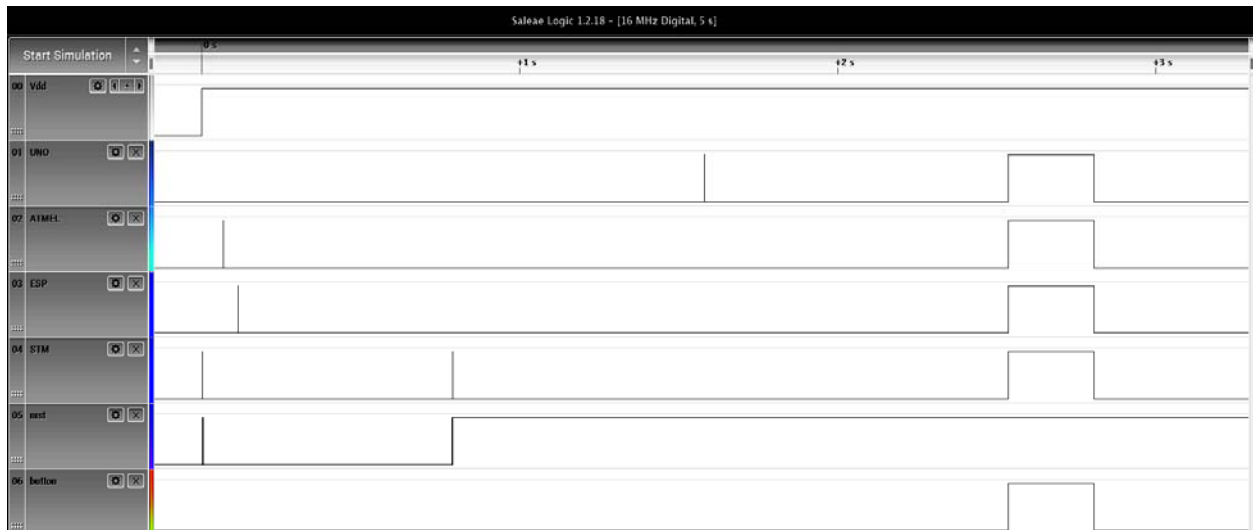 Saleae Logic 1.2.18 - [16 MHz Digital, 5 s]
Start Simulation
0 s
+1 s
+2 s
+3 s
00 Vdd
01 UNO
02 ATMEL
03 ESP
04 STM
05 nrst
06 button